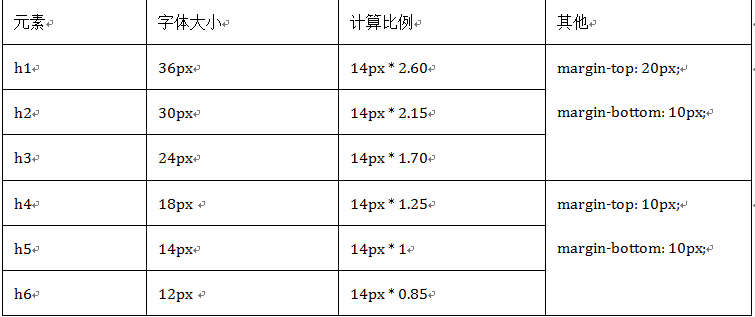 元素 字体大小 计算比例 其他
h1 36px 14px * 2.60 margin-top: 20px;
h2 30px 14px * 2.15 margin-bottom: 10px;
h3 24px 14px * 1.70
h4 18px 14px * 1.25 margin-top: 10px;
h5 14px 14px * 1 margin-bottom: 10px;
h6 12px 14px * 0.85